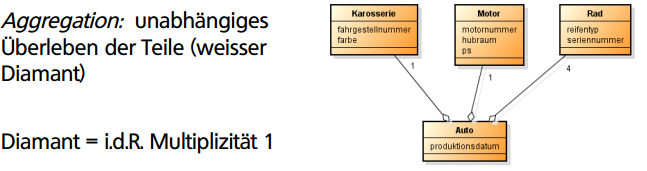 Aggregation: unabhängiges
Überleben der Teile (weisser
Diamant)
Diamant = i.d.R. Multiplizität 1
Karosserie
fahrgestellnummer
farbe
Motor
motornummer
hubraum
ps
Rad
reifentyp
seriennummer
1
1
4
Auto
produktionsdatum